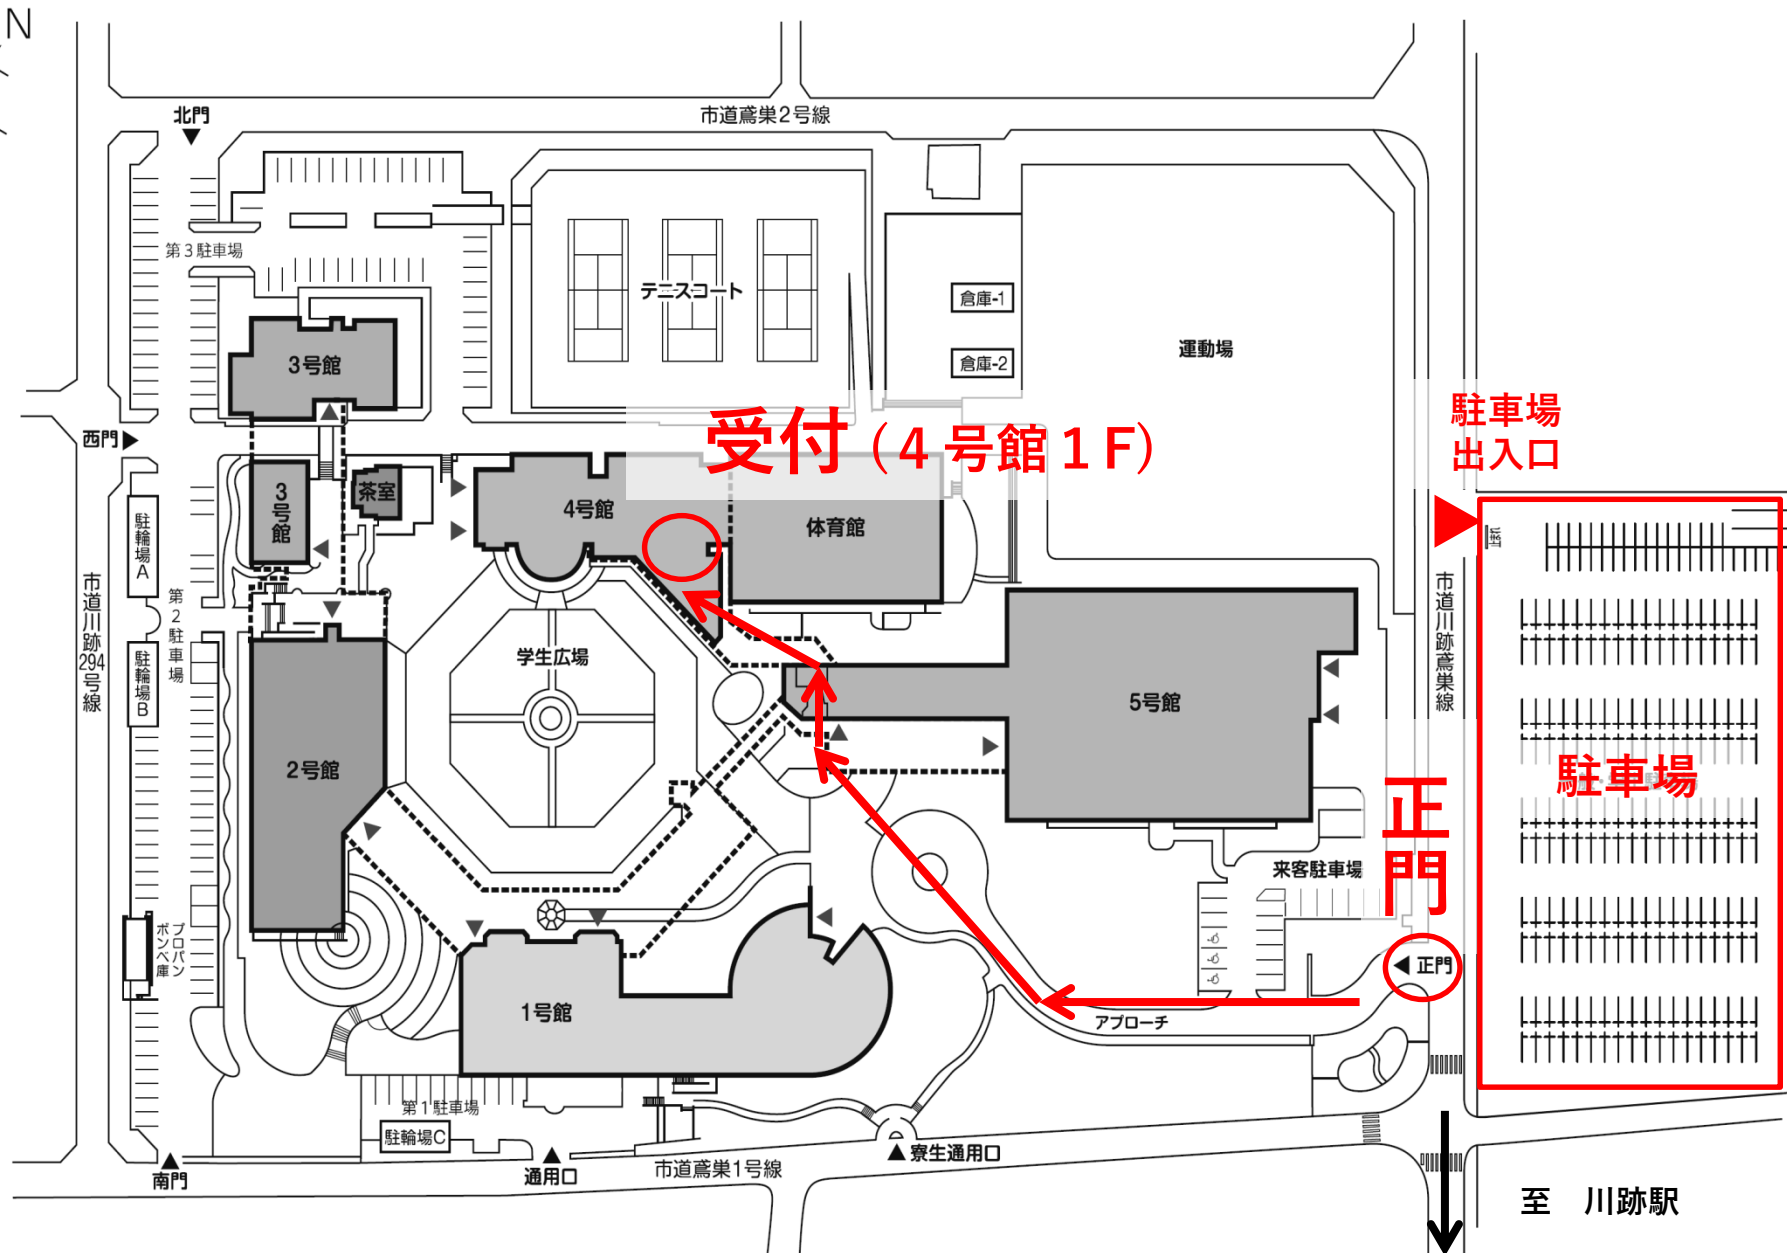 N
北門
市道鳶巣2号線
第3駐車場
テニスコート
倉庫-1
倉庫-2
運動場
3号館
受付（4号館1F）
駐車場
出入口
西門
3号館
茶室
4号館
体育館
駐輪場A
市道川跡294号線
第2駐車場
駐輪場B
学生広場
市道川跡鳶巣線
5号館
2号館
駐車場
正門
来客駐車場
プロパン
ボンベ庫
正門
1号館
アプローチ
第1駐車場
駐輪場C
南門
通用口
市道鳶巣1号線
寮生通用口
至　川跡駅